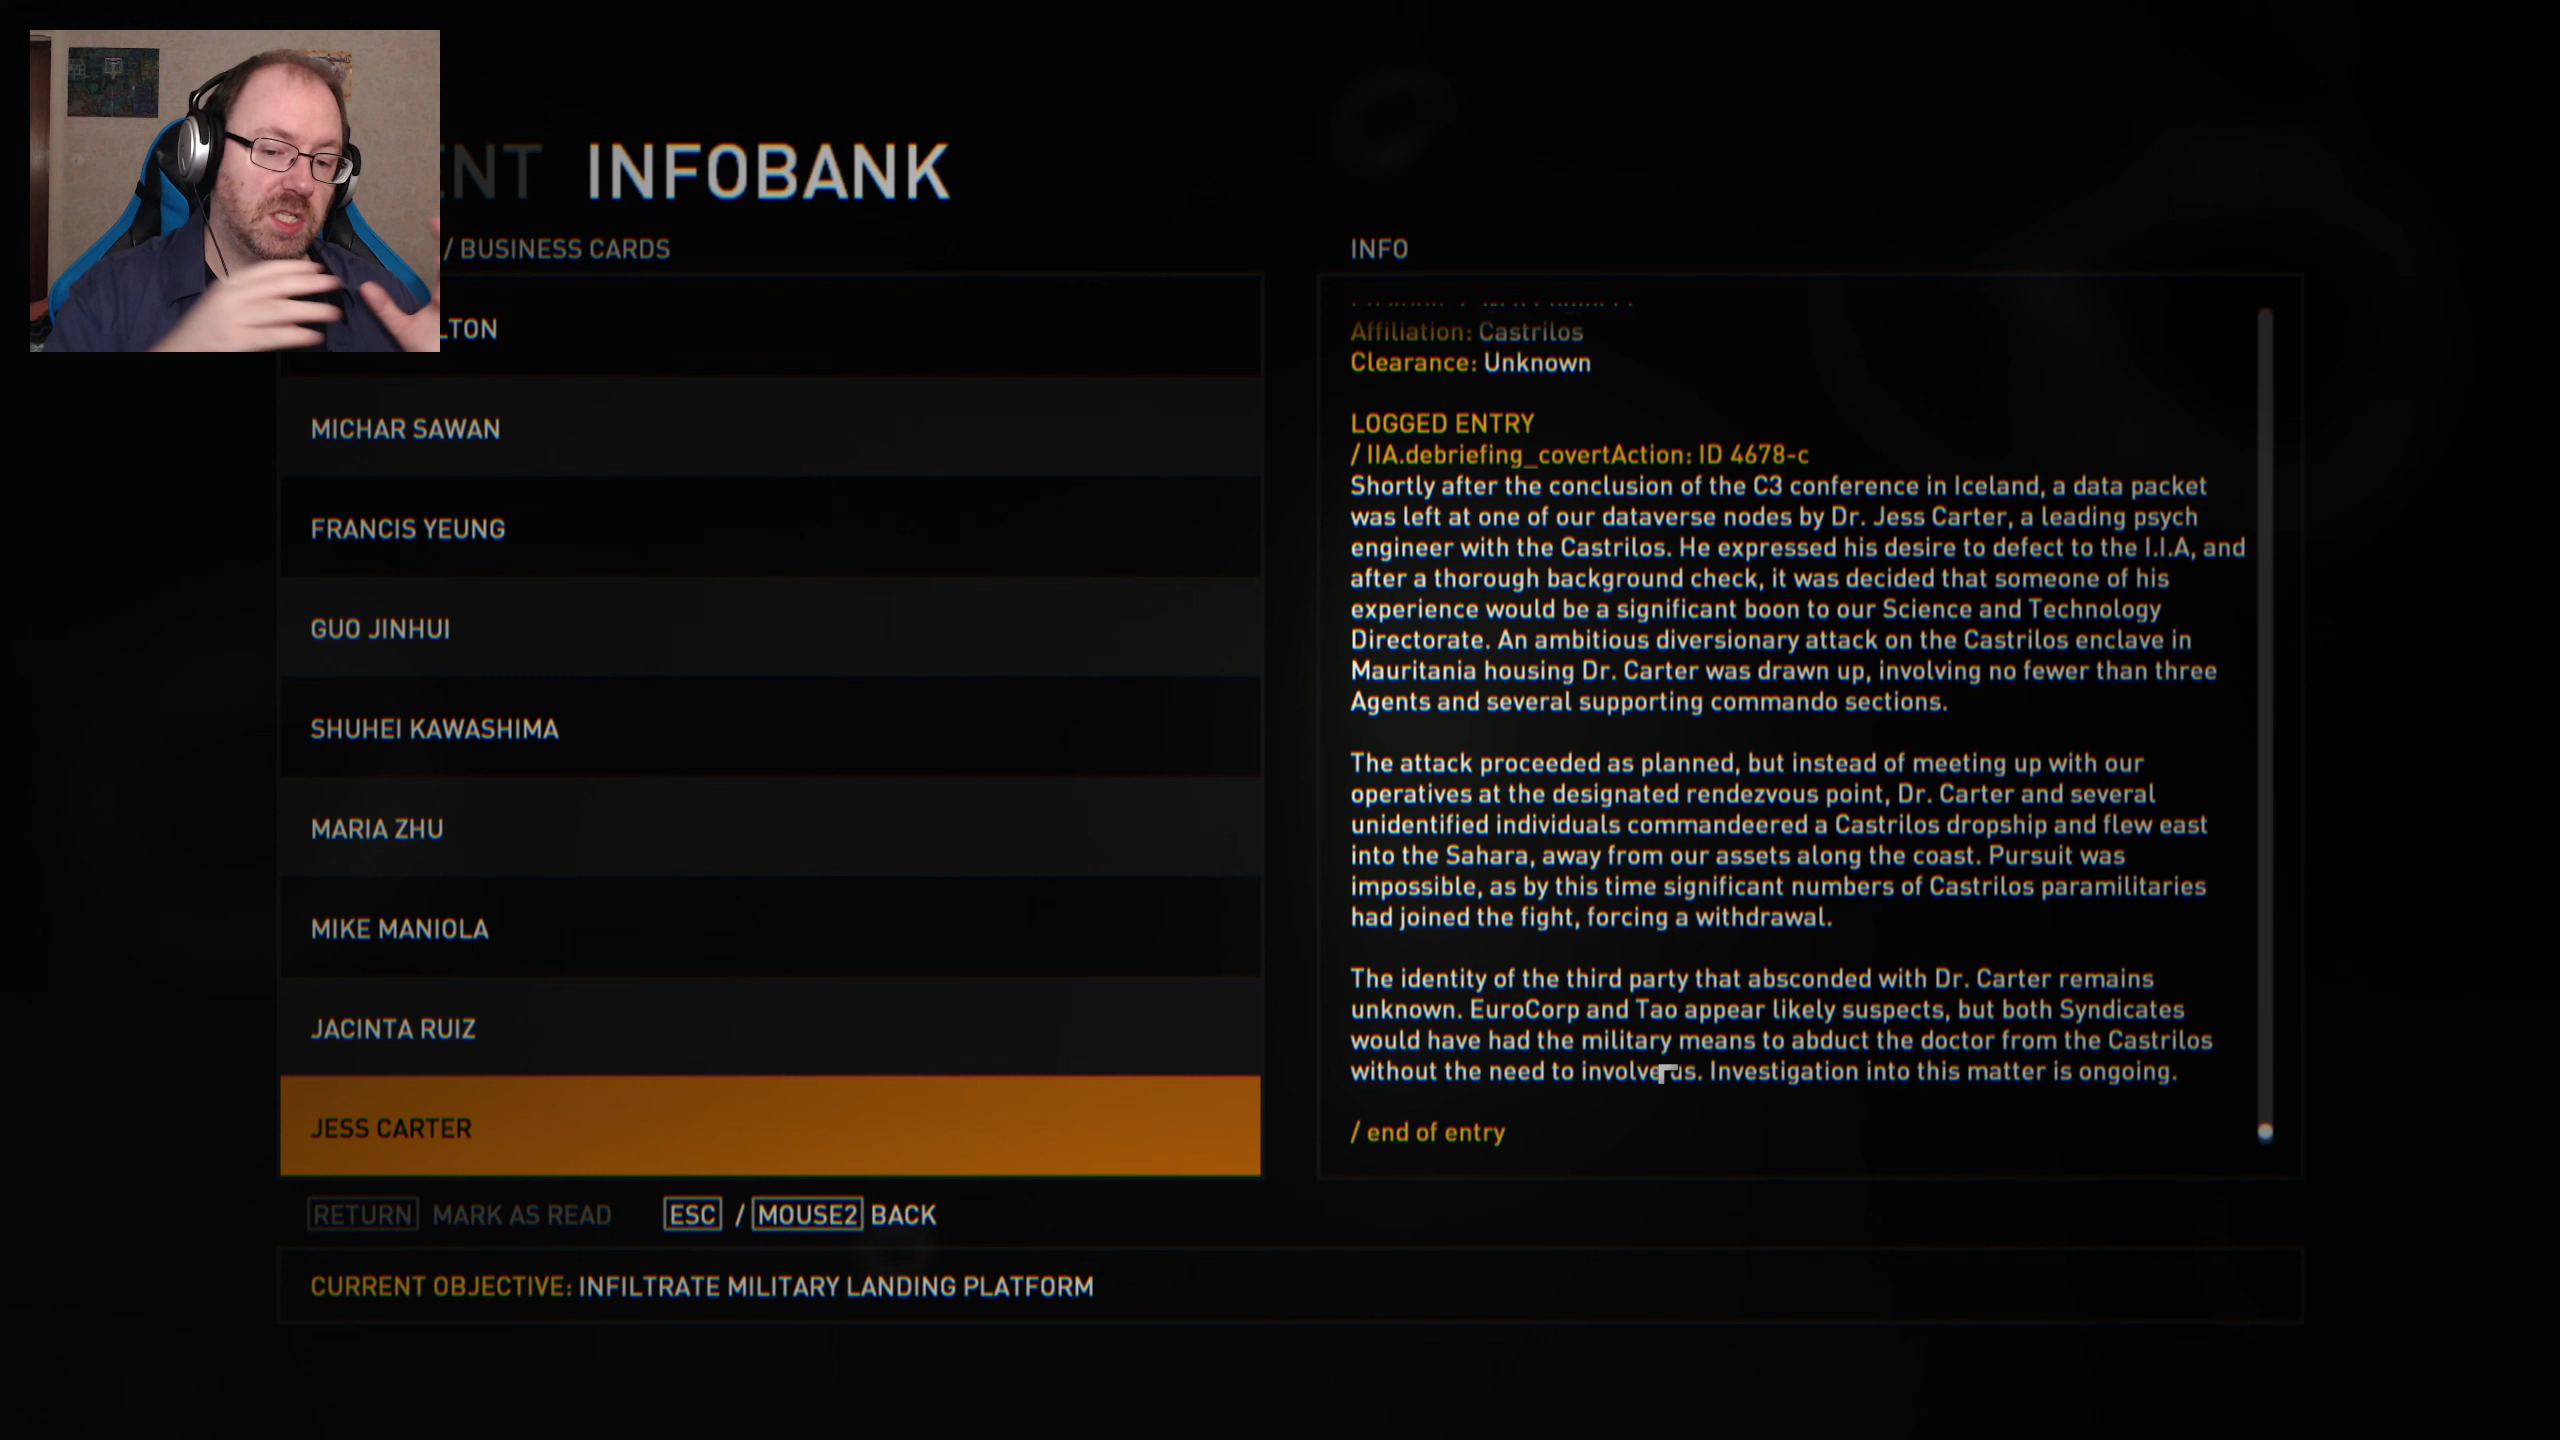 ENT INFOBANK
/ BUSINESS CARDS
LTON
MICHAR SAWAN
FRANCIS YEUNG
GUO JINHUI
SHUHEI KAWASHIMA
MARIA ZHU
MIKE MANIOLA
JACINTA RUIZ
JESS CARTER
RETURN MARK AS READ ESC / MOUSE2 BACK
INFO
Affiliation: Castrilos
Clearance: Unknown
LOGGED ENTRY
/ IIA.debriefing_covertAction: ID 4678-c
Shortly after the conclusion of the C3 conference in Iceland, a data packet
was left at one of our dataverse nodes by Dr. Jess Carter, a leading psych
engineer with the Castrilos. He expressed his desire to defect to the I.I.A, and
after a thorough background check, it was decided that someone of his
experience would be a significant boon to our Science and Technology
Directorate. An ambitious diversionary attack on the Castrilos enclave in
Mauritania housing Dr. Carter was drawn up, involving no fewer than three
Agents and several supporting commando sections.
The attack proceeded as planned, but instead of meeting up with our
operatives at the designated rendezvous point, Dr. Carter and several
unidentified individuals commandeered a Castrilos dropship and flew east
into the Sahara, away from our assets along the coast. Pursuit was
impossible, as by this time significant numbers of Castrilos paramilitaries
had joined the fight, forcing a withdrawal.
The identity of the third party that absconded with Dr. Carter remains
unknown. EuroCorp and Tao appear likely suspects, but both Syndicates
would have had the military means to abduct the doctor from the Castrilos
without the need to involve us. Investigation into this matter is ongoing.
/ end of entry
CURRENT OBJECTIVE: INFILTRATE MILITARY LANDING PLATFORM